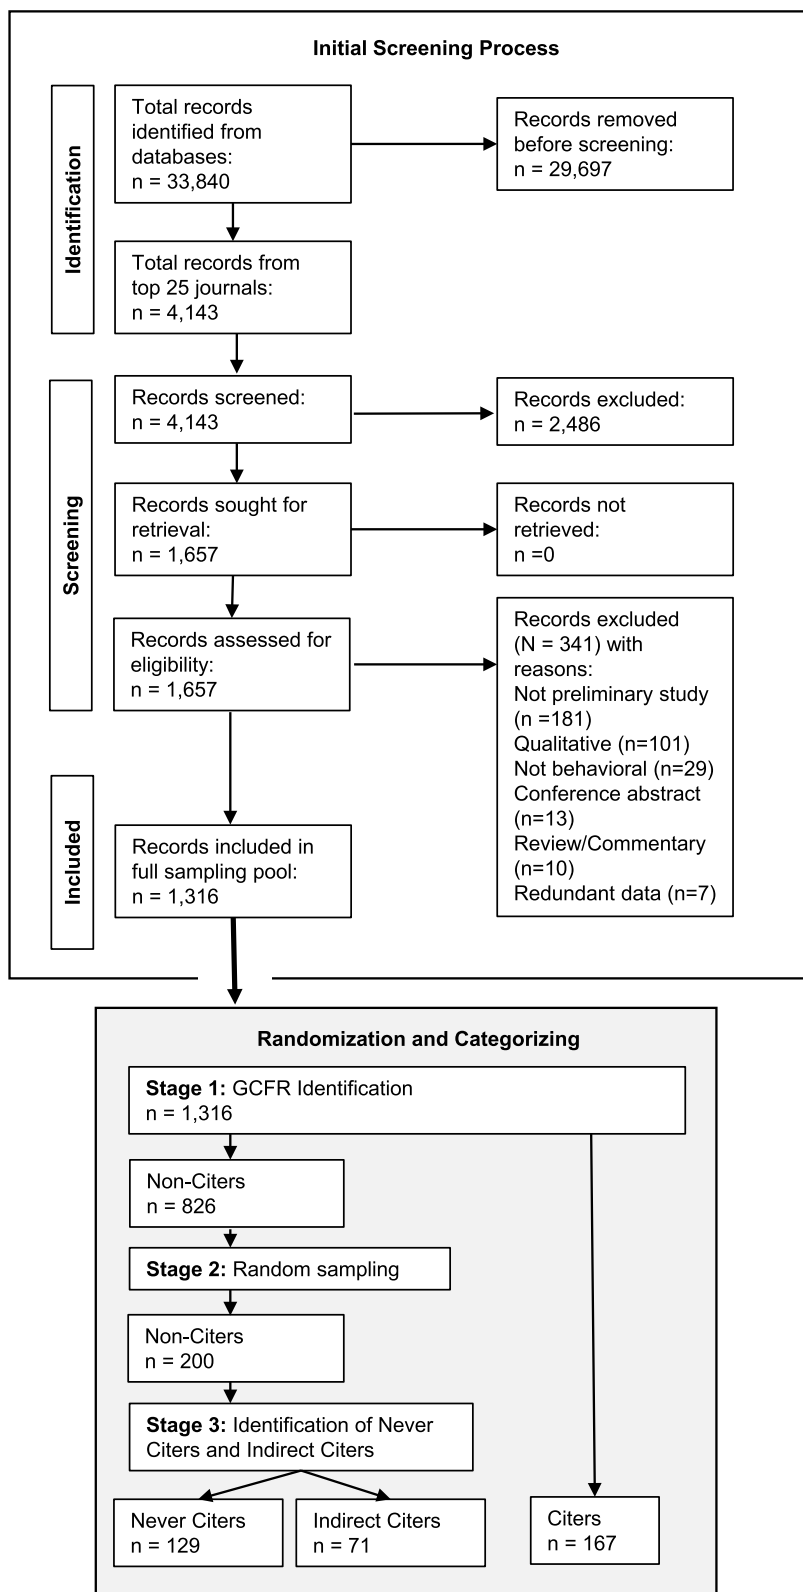 Initial Screening Process
Identification
Total records
identified from
databases:
n = 33,840
Records removed
before screening:
n = 29,697
Total records from
top 25 journals:
n = 4,143
Screening
Records screened:
n = 4,143
Records excluded:
n = 2,486
Records sought for
retrieval:
n = 1,657
Records not
retrieved:
n =0
Records assessed for
eligibility:
n = 1,657
Records excluded
(N = 341) with
reasons:
Not preliminary study
(n =181)
Qualitative (n=101)
Not behavioral (n=29)
Conference abstract
(n=13)
Review/Commentary
(n=10)
Redundant data (n=7)
Included
Records included in
full sampling pool:
n = 1,316
Randomization and Categorizing
Stage 1: GCFR Identification
n = 1,316
Non-Citers
n = 826
Stage 2: Random sampling
Non-Citers
n = 200
Stage 3: Identification of Never
Citers and Indirect Citers
Never Citers
n = 129
Indirect Citers
n = 71
Citers
n = 167